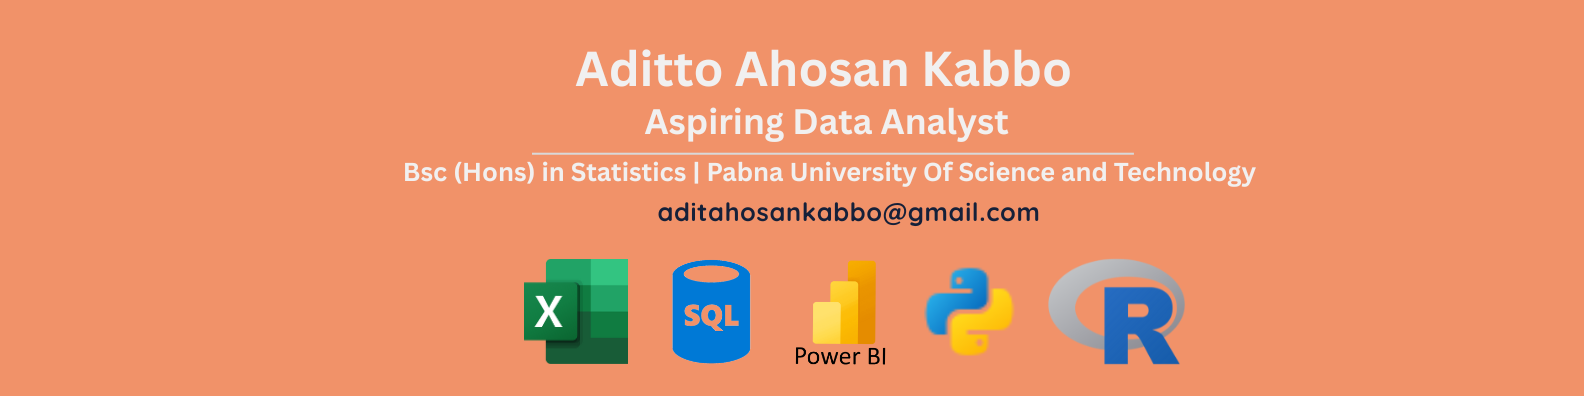 Aditto Ahosan Kabbo
Aspiring Data Analyst
Bsc (Hons) in Statistics | Pabna University Of Science and Technology
aditahosankabbo@gmail.com
X
SQL
Power BI
R